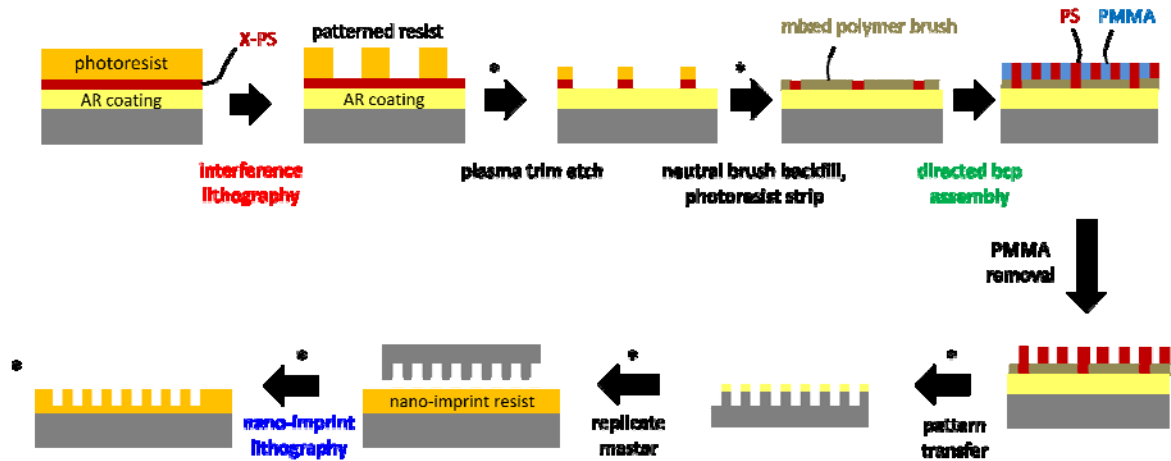 X-PS
photoresist
AR coating
interference
lithography
patterned resist
AR coating
*
plasma trim etch
*
mixed polymer brush
neutral brush backfill,
photoresist strip
directed bcp
assembly
PS
PMMA
PMMA
removal
*
pattern
transfer
*
replicate
master
nano-imprint resist
*
nano-imprint
lithography
*